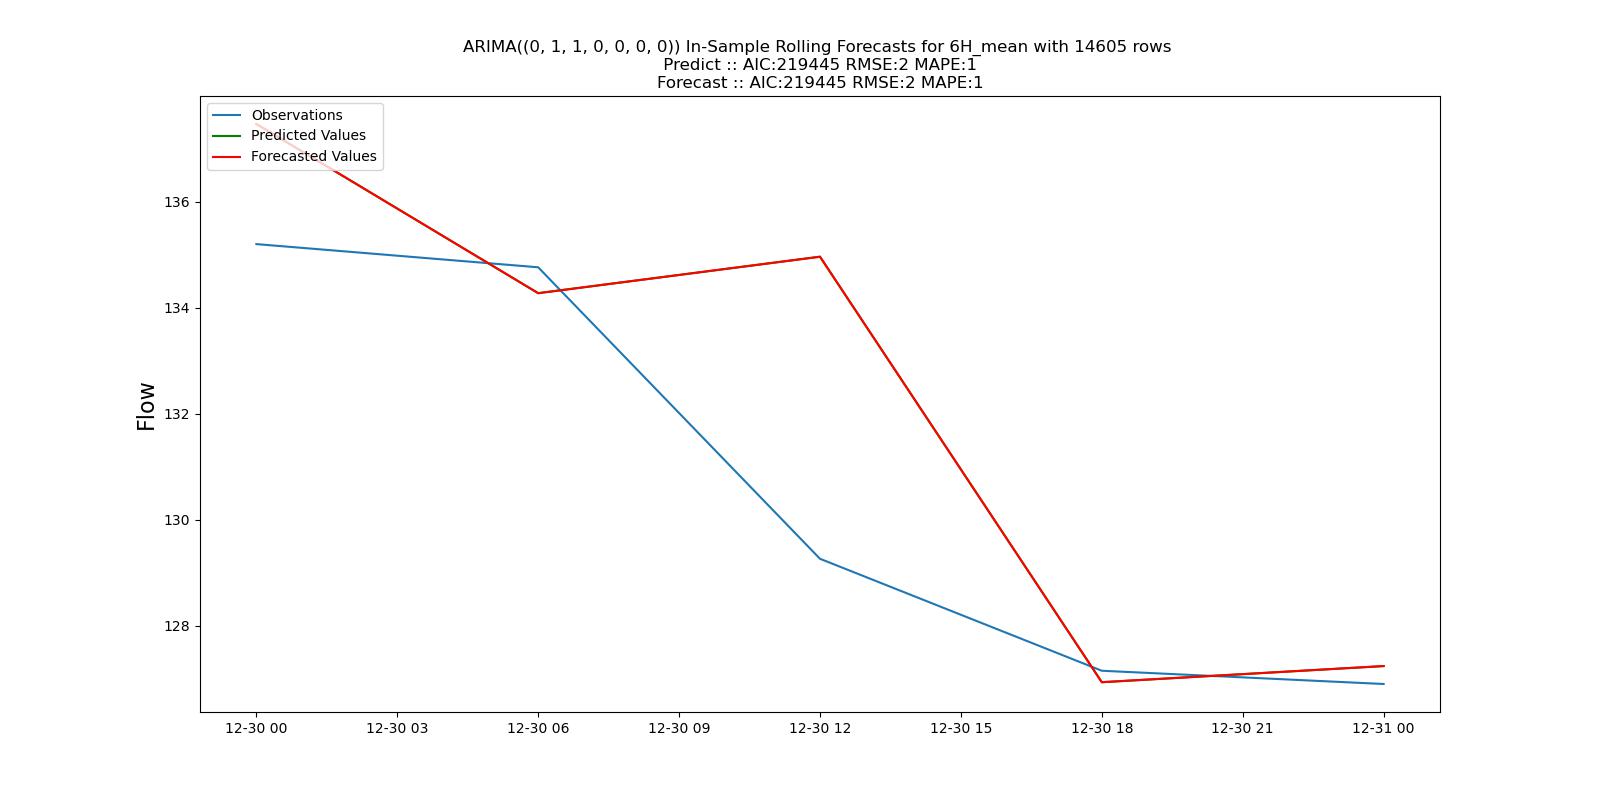 ARIMA((0, 1, 1, 0, 0, 0, 0)) In-Sample Rolling Forecasts for 6H_mean with 14605 rows
Predict :: AIC:219445 RMSE:2 MAPE:1
Forecast :: AIC:219445 RMSE:2 MAPE:1
Observations
Predicted Values
Forecasted Values
136
134
132
130
128
Flow
12-30 00
12-30 03
12-30 06
12-30 09
12-30 12
12-30 15
12-30 18
12-30 21
12-31 00